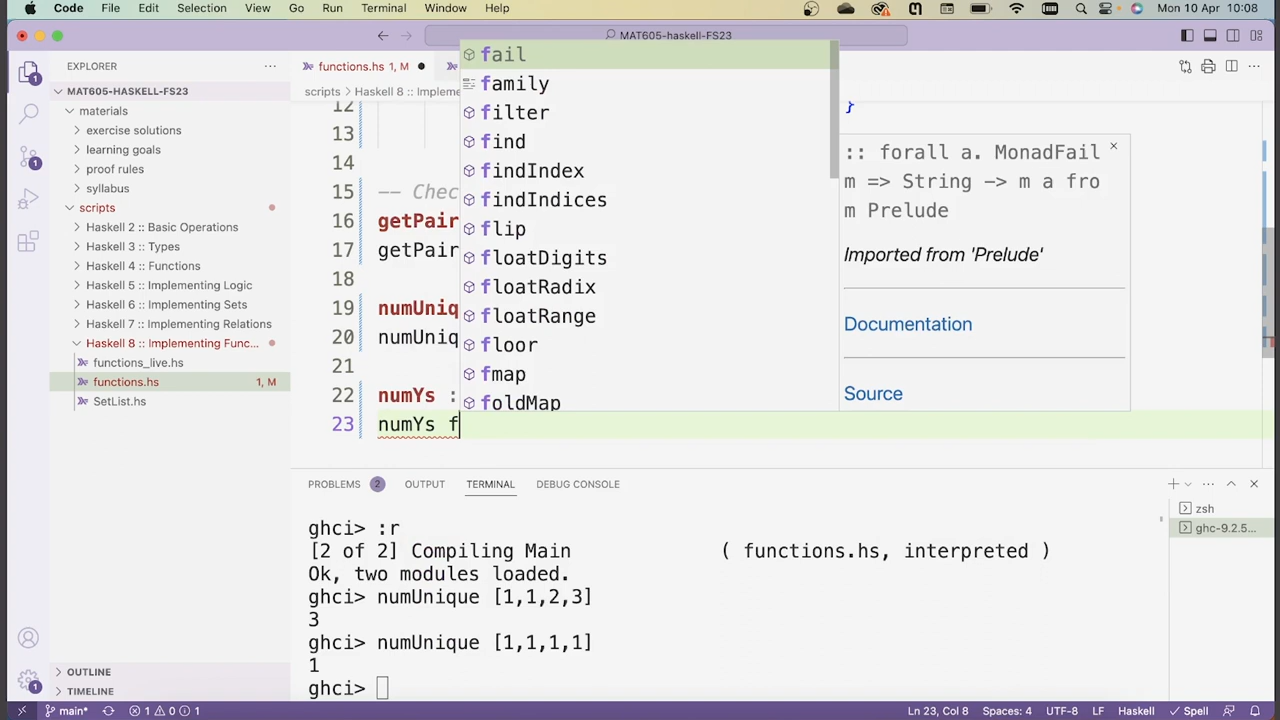 Code File Edit Selection View Go Run Terminal Window Help Mon 10 Apr 10:08
MAT605-haskell-FS23
EXPLORER
functions.hs 1, M
MAT605-HASKELL-FS23
materials
exercise solutions
learning goals
proof rules
syllabus
scripts
Haskell 2 :: Basic Operations
Haskell 3 :: Types
Haskell 4 :: Functions
Haskell 5 :: Implementing Logic
Haskell 6 :: Implementing Sets
Haskell 7 :: Implementing Relations
Haskell 8 :: Implementing Func...
functions_live.hs
functions.hs 1, M
SetList.hs
OUTLINE
TIMELINE
scripts > Haskell 8 :: Impleme
12 }
13
14
15 -- Chec
16 getPair
17 getPair
18
19 numUniq
20 numUniq
21
22 numYs :
23 numYs f
fail
family
filter
find
findIndex
findIndices
flip
floatDigits
floatRadix
floatRange
floor
fmap
foldMap
:: forall a. MonadFail
m => String -> m a fro
m Prelude
Imported from 'Prelude'
Documentation
Source
PROBLEMS 2 OUTPUT TERMINAL DEBUG CONSOLE
ghci> :r
[2 of 2] Compiling Main ( functions.hs, interpreted )
Ok, two modules loaded.
ghci> numUnique [1,1,2,3]
3
ghci> numUnique [1,1,1,1]
1
ghci>
zsh
ghc-9.2.5...
main* 1 0 1 Ln 23, Col 8 Spaces: 4 UTF-8 LF Haskell Spell